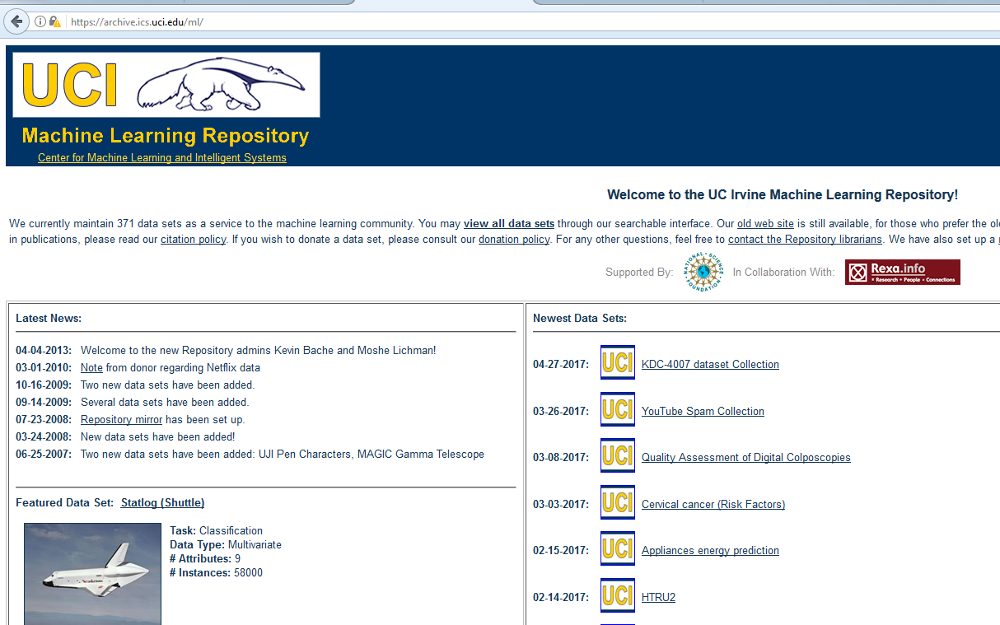 https://archive.ics.uci.edu/ml/
UCI
Machine Learning Repository
Center for Machine Learning and Intelligent Systems
Welcome to the UC Irvine Machine Learning Repository!
We currently maintain 371 data sets as a service to the machine learning community. You may view all data sets through our searchable interface. Our old web site is still available, for those who prefer the
in publications, please read our citation policy. If you wish to donate a data set, please consult our donation policy. For any other questions, feel free to contact the Repository librarians. We have also set up a
Supported By: NATIONAL SCIENCE FOUNDATION In Collaboration With: Rexa.info
Research • People • Connections
Latest News:
04-04-2013: Welcome to the new Repository admins Kevin Bache and Moshe Lichman!
03-01-2010: Note from donor regarding Netflix data
10-16-2009: Two new data sets have been added.
09-14-2009: Several data sets have been added.
07-23-2008: Repository mirror has been set up.
03-24-2008: New data sets have been added!
06-25-2007: Two new data sets have been added: UJI Pen Characters, MAGIC Gamma Telescope
Featured Data Set: Statlog (Shuttle)
Task: Classification
Data Type: Multivariate
# Attributes: 9
# Instances: 58000
Newest Data Sets:
04-27-2017: UCI KDC-4007 dataset Collection
03-26-2017: UCI YouTube Spam Collection
03-08-2017: UCI Quality Assessment of Digital Colposcopies
03-03-2017: UCI Cervical cancer (Risk Factors)
02-15-2017: UCI Appliances energy prediction
02-14-2017: UCI HTRU2